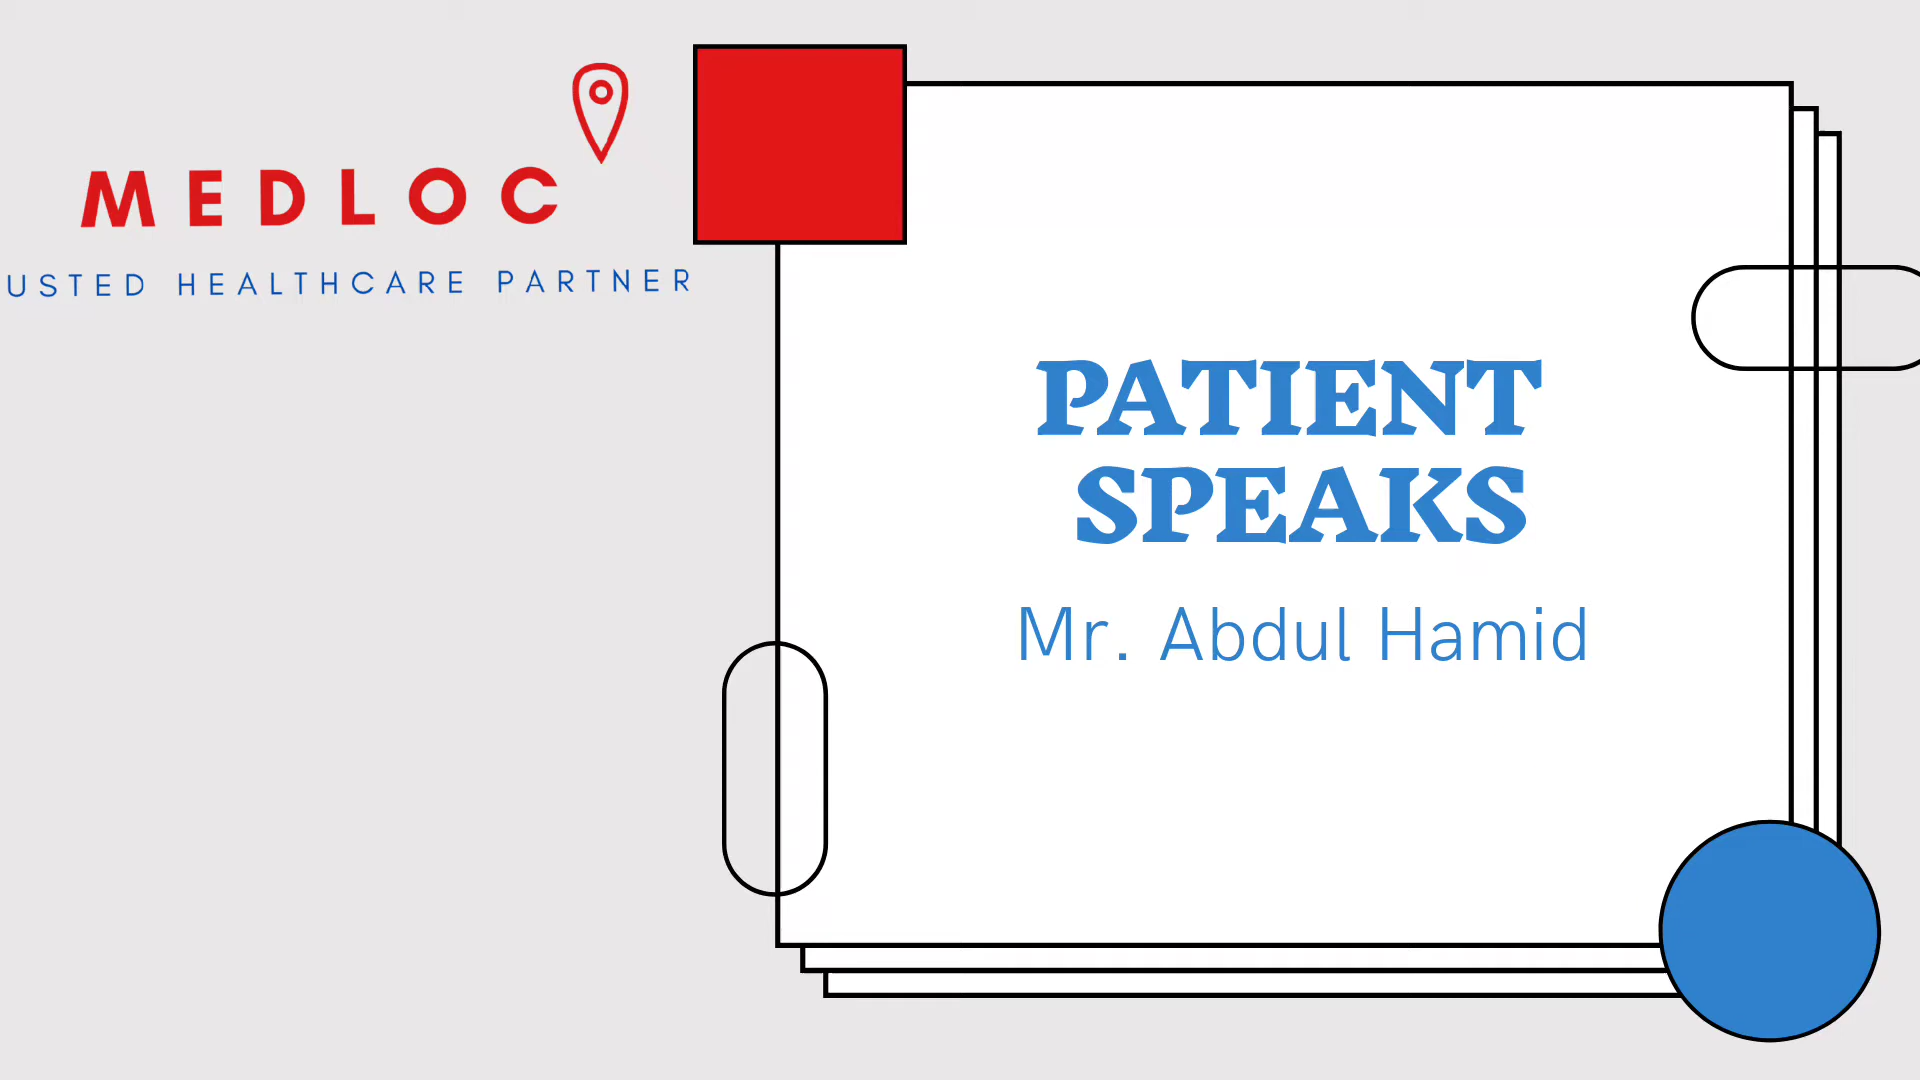 MEDLOC
USTED HEALTHCARE PARTNER
PATIENT
SPEAKS
Mr. Abdul Hamid